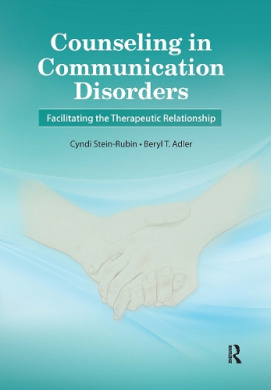 Counseling in
Communication
Disorders
Facilitating the Therapeutic Relationship
Cyndi Stein-Rubin • Beryl T. Adler